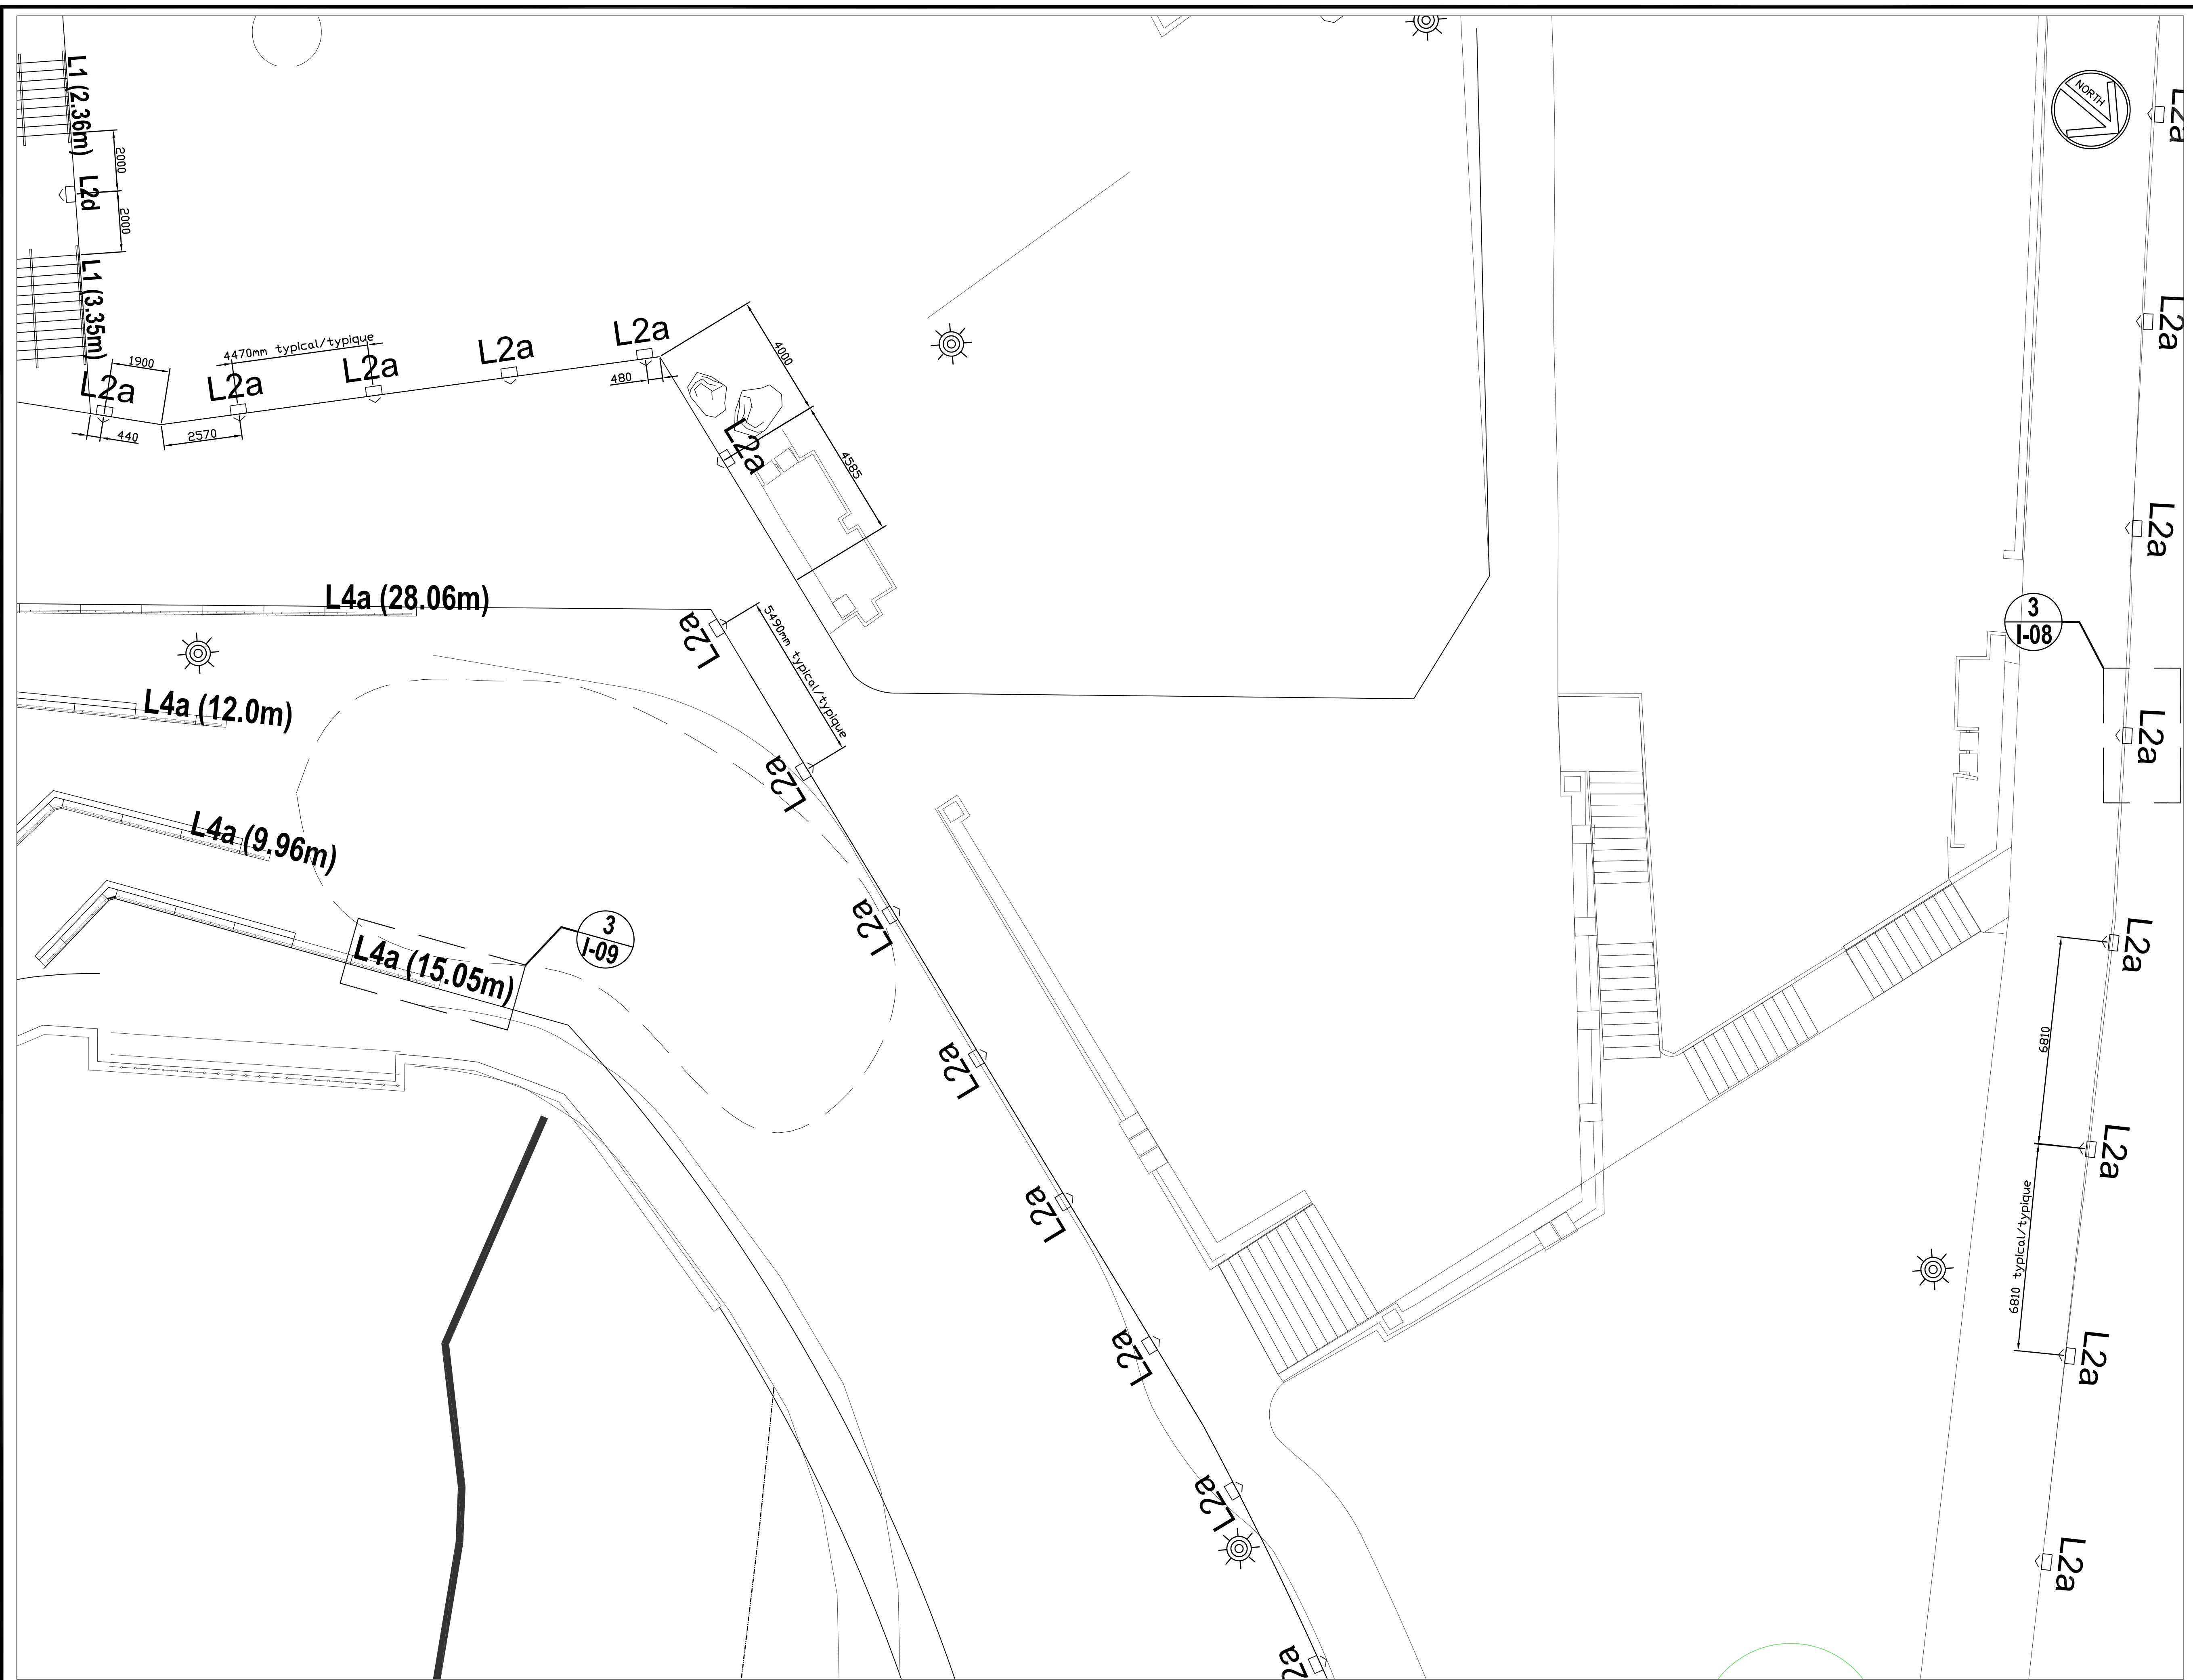 L1 (2.36m)
2000
L2d
2000
L1 (3.35m)
NORTH
L2a
L2a
L2a
L2a
L2a
L2a
L2a
L2a
1900
4470mm typical/typique
L2a
L2a
L2a
L2a
L2a
440
2570
480
4000
L2a
4585
L4a (28.06m)
L4a (12.0m)
L4a (9.96m)
L4a (15.05m)
3
I-09
3
I-08
L2a
5490mm typical/typique
L2a
L2a
L2a
L2a
L2a
L2a
L2a
6810
6810 typical/typique